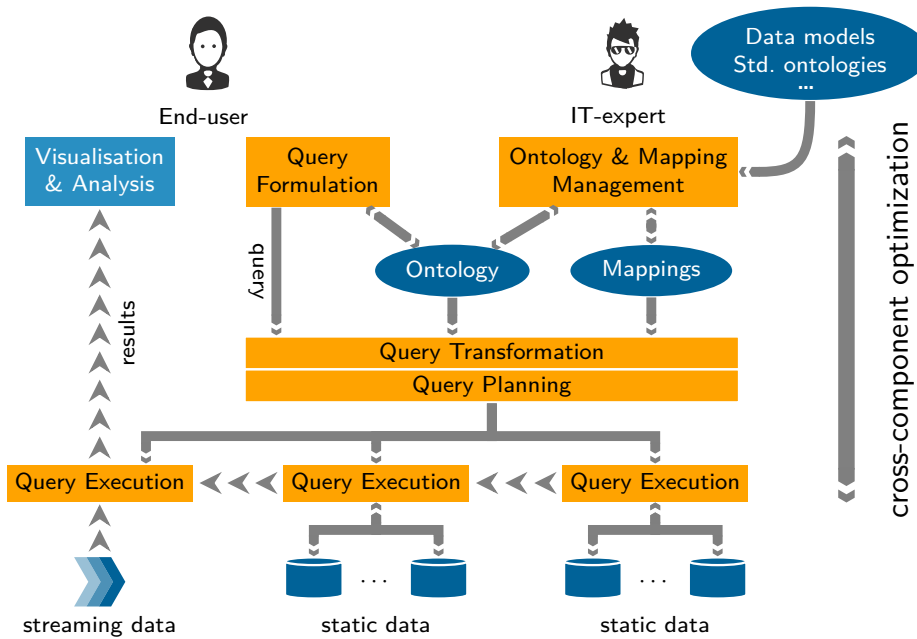 Data models
Std. ontologies
...
End-user
IT-expert
Visualisation
& Analysis
Query
Formulation
Ontology & Mapping
Management
query
Ontology
Mappings
results
cross-component optimization
Query Transformation
Query Planning
Query Execution
Query Execution
Query Execution
...
...
streaming data
static data
static data